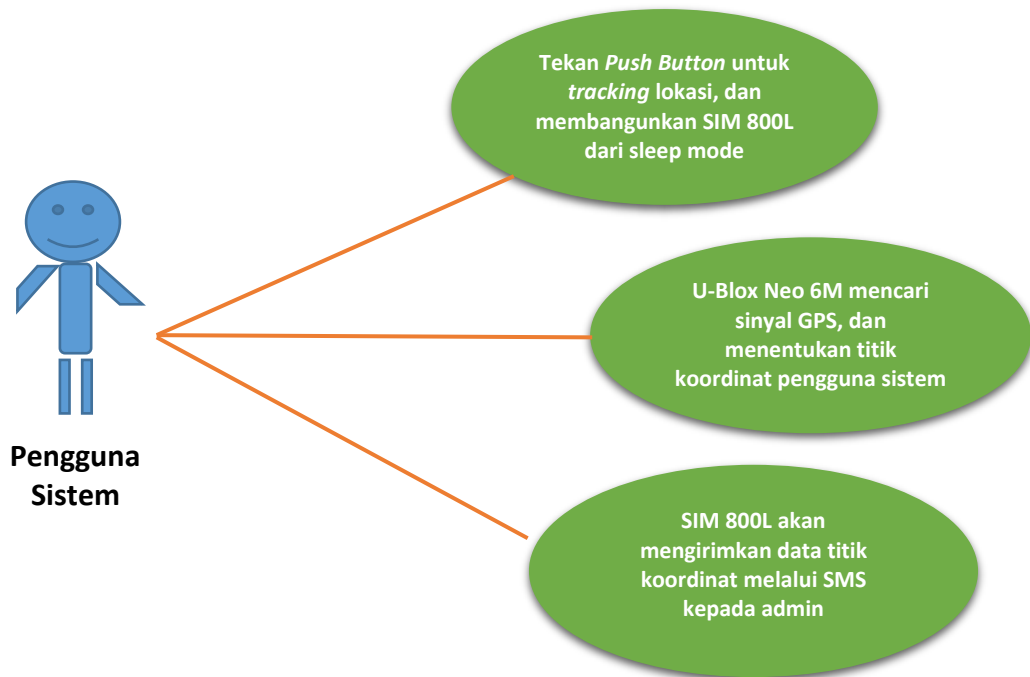 Tekan Push Button untuk
tracking lokasi, dan
membangunkan SIM 800L
dari sleep mode
U-Blox Neo 6M mencari
sinyal GPS, dan
menentukan titik
koordinat pengguna sistem
Pengguna
Sistem
SIM 800L akan
mengirimkan data titik
koordinat melalui SMS
kepada admin